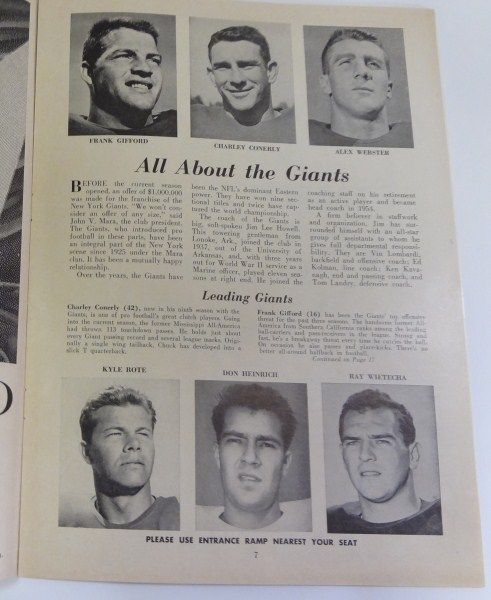 FRANK GIFFORD
CHARLEY CONERLY
ALEX WEBSTER
All About the Giants
BEFORE the current season
opened, an offer of $1,000,000
was made for the franchise of the
New York Giants. "We won't con-
sider an offer of any size," said
John V. Mara, the club president.
The Giants, who introduced pro
football in these parts, have been
an integral part of the New York
scene since 1925 under the Mara
clan. It has been a mutually happy
relationship.
Over the years, the Giants have
been the NFL's dominant Eastern
power. They have won nine sec-
tional titles and twice have cap-
tured the world championship.
The coach of the Giants is
big, soft-spoken Jim Lee Howell.
This towering gentleman from
Lonoke, Ark., joined the club in
1937, out of the University of
Arkansas, and, with three years
out for World War II service as a
Marine officer, played eleven sea-
sons at right end. He joined the
coaching staff on his retirement
as an active player and became
head coach in 1954.
A firm believer in staffwork
and organization, Jim has sur-
rounded himself with an all-star
group of assistants to whom he
gives full departmental responsi-
bility. They are Vin Lombardi,
backfield and offensive coach; Ed
Kolman, line coach; Ken Kava-
naugh, end and passing coach, and
Tom Landry, defensive coach.
Leading Giants
Charley Conerly (42), now in his ninth season with the
Giants, is one of pro football's great clutch players. Going
into the current season, the former Mississippi All-America
had thrown 113 touchdown passes. He holds just about
every Giant passing record and several league marks. Origi-
nally a single wing tailback, Chuck has developed into a
slick T quarterback.
Frank Gifford (16) has been the Giants' top offensive
threat for the past three seasons. The handsome former All-
America from Southern California ranks among the leading
ball-carriers and pass-receivers in the league. Strong and
fast, he's a breakaway threat every time he carries the ball.
On occasion he also passes and place-kicks. There's no
better all-around halfback in football.
Continued on Page 17
KYLE ROTE
DON HEINRICH
RAY WIETECHA
PLEASE USE ENTRANCE RAMP NEAREST YOUR SEAT
7